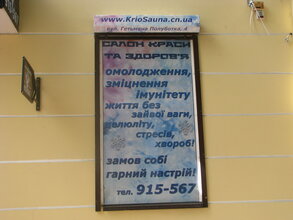 www.KrioSauna.cn.ua
вул. Гетьмана Полуботка, 4
САЛОН КРАСИ
ТА ЗДОРОВ'Я
омолодження,
зміцнення
імунітету
життя без
зайвої ваги,
целюліту,
стресів,
хвороб!
замов собі
гарний настрій!
тел. 915-567